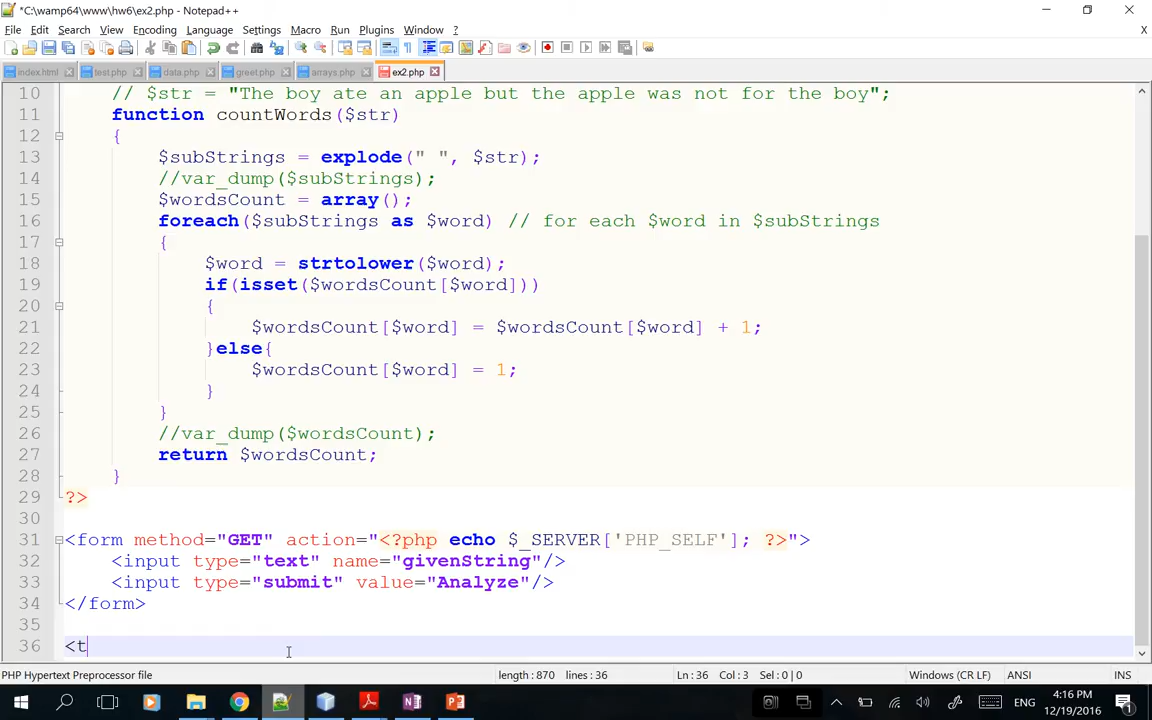 *C:\wamp64\www\hw6\ex2.php - Notepad++
File Edit Search View Encoding Language Settings Macro Run Plugins Window ? X
index.html test.php data.php greet.php arrays.php ex2.php
10 // $str = "The boy ate an apple but the apple was not for the boy";
11 function countWords($str)
12 {
13 $subStrings = explode(" ", $str);
14 //var_dump($subStrings);
15 $wordsCount = array();
16 foreach($subStrings as $word) // for each $word in $subStrings
17 {
18 $word = strtolower($word);
19 if(isset($wordsCount[$word]))
20 {
21 $wordsCount[$word] = $wordsCount[$word] + 1;
22 }else{
23 $wordsCount[$word] = 1;
24 }
25 }
26 //var_dump($wordsCount);
27 return $wordsCount;
28 }
29 ?>
30
31 <form method="GET" action="<?php echo $_SERVER['PHP_SELF']; ?>">
32 <input type="text" name="givenString"/>
33 <input type="submit" value="Analyze"/>
34 </form>
35
36 <t
PHP Hypertext Preprocessor file length : 870 lines : 36 Ln : 36 Col : 3 Sel : 0 | 0 Windows (CR LF) ANSI INS
ENG 4:16 PM
12/19/2016